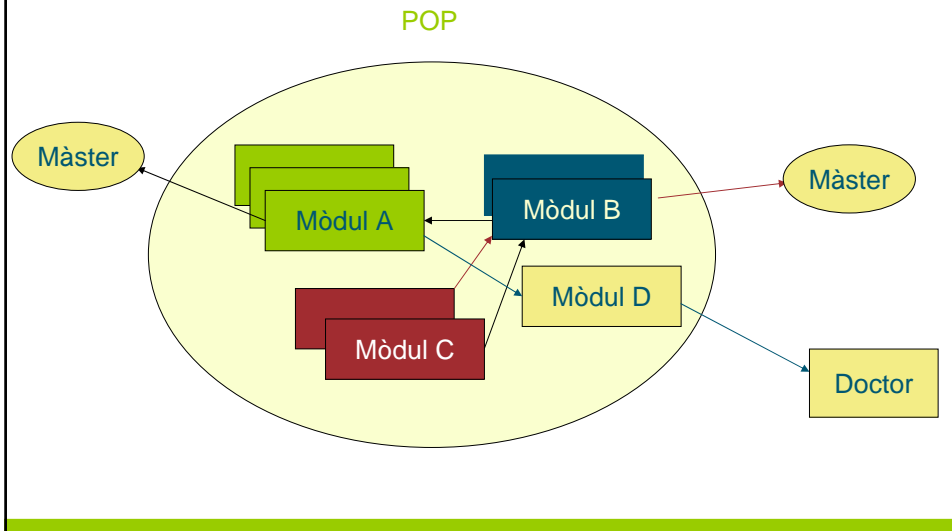 POP
Màster
Mòdul A
Mòdul B
Màster
Mòdul D
Mòdul C
Doctor